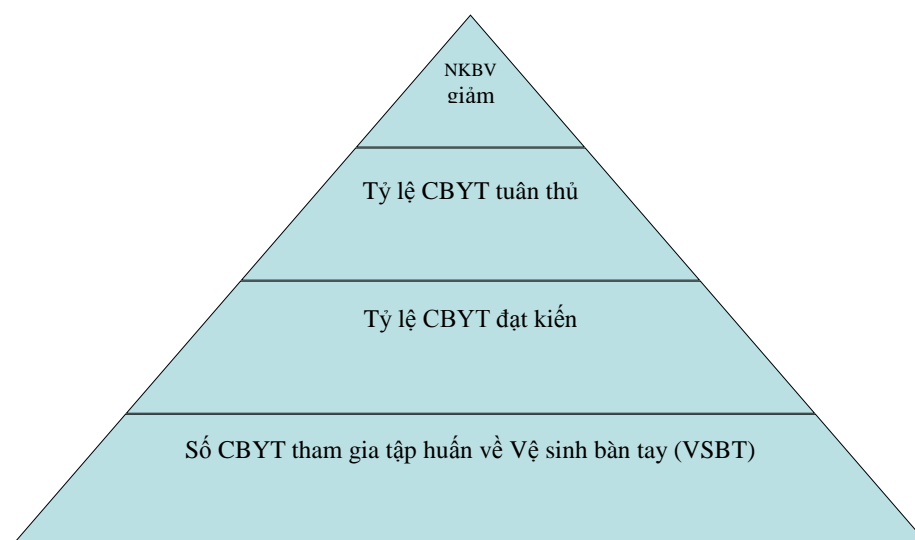 NKBV
giảm
Tỷ lệ CBYT tuân thủ
Tỷ lệ CBYT đạt kiến
Số CBYT tham gia tập huấn về Vệ sinh bàn tay (VSBT)